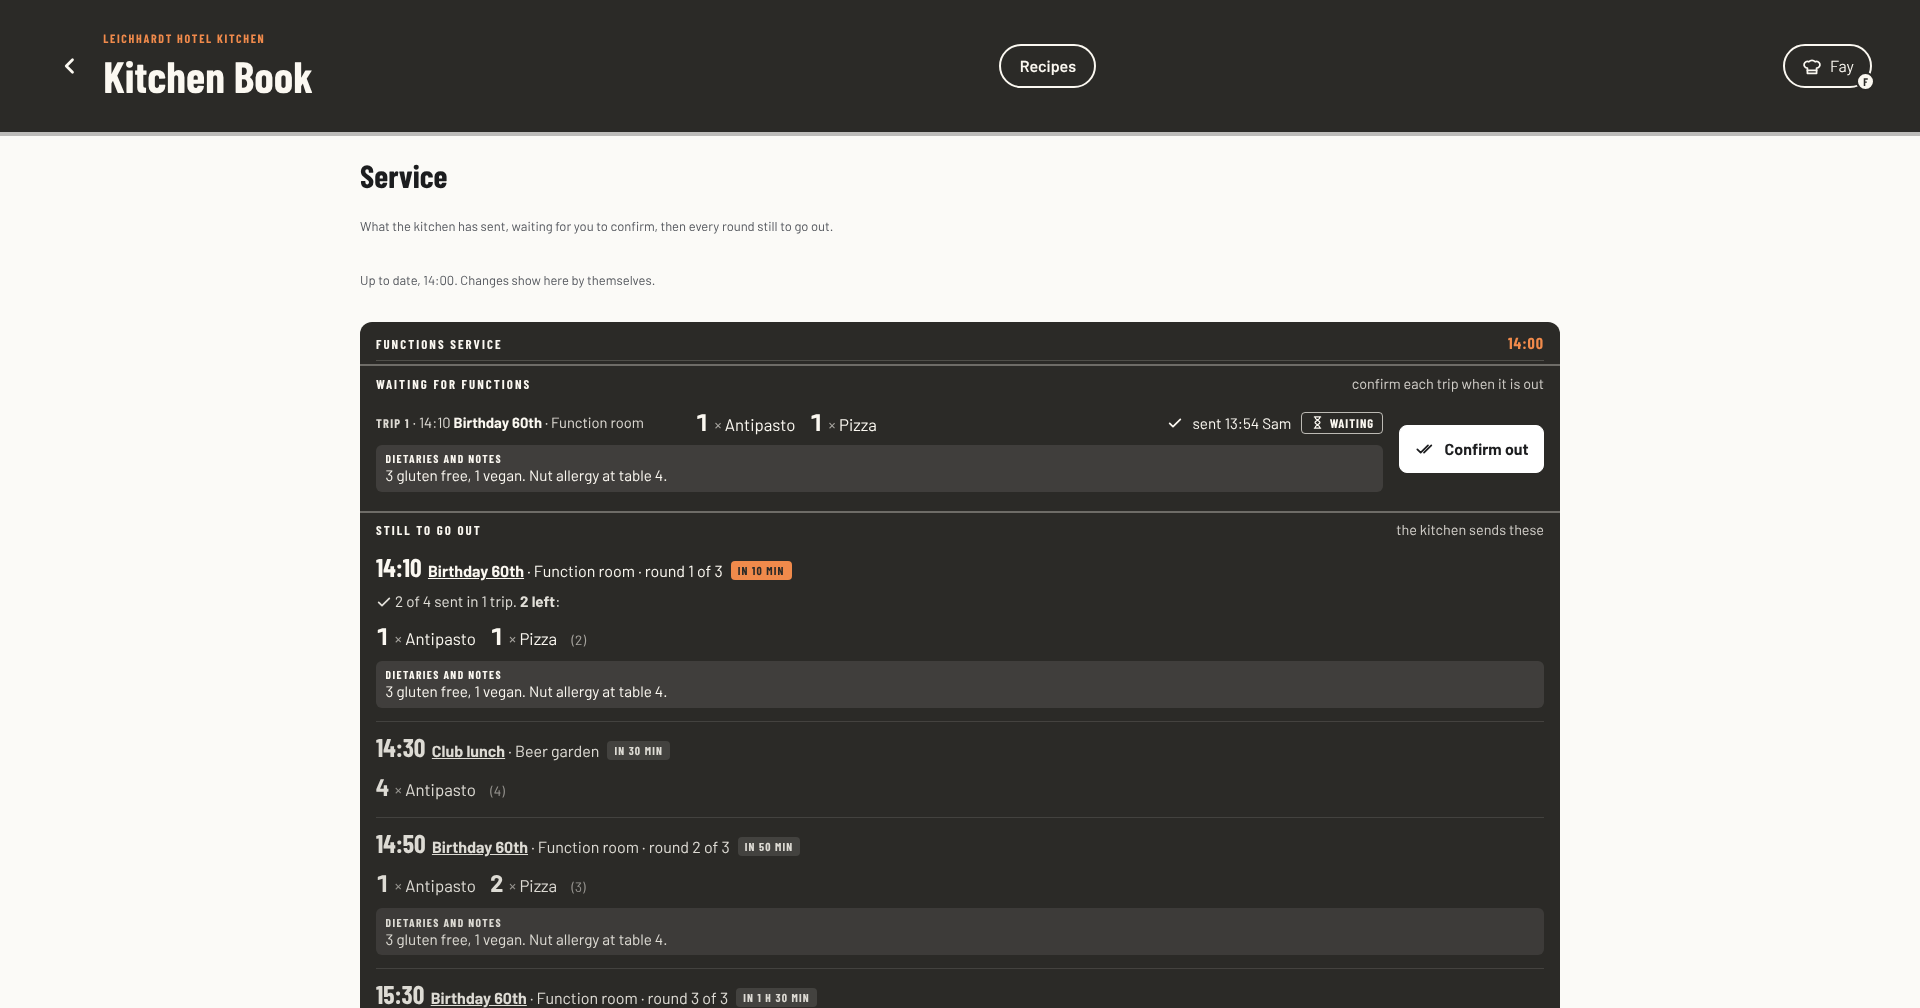 LEICHHARDT HOTEL KITCHEN
Kitchen Book
Recipes
Fay
F
Service
What the kitchen has sent, waiting for you to confirm, then every round still to go out.
Up to date, 14:00. Changes show here by themselves.
FUNCTIONS SERVICE 14:00
WAITING FOR FUNCTIONS confirm each trip when it is out
TRIP 1 · 14:10 Birthday 60th · Function room 1 × Antipasto 1 × Pizza sent 13:54 Sam WAITING
Confirm out
DIETARIES AND NOTES
3 gluten free, 1 vegan. Nut allergy at table 4.
STILL TO GO OUT the kitchen sends these
14:10 Birthday 60th · Function room · round 1 of 3 IN 10 MIN
2 of 4 sent in 1 trip. 2 left:
1 × Antipasto 1 × Pizza (2)
DIETARIES AND NOTES
3 gluten free, 1 vegan. Nut allergy at table 4.
14:30 Club lunch · Beer garden IN 30 MIN
4 × Antipasto (4)
14:50 Birthday 60th · Function room · round 2 of 3 IN 50 MIN
1 × Antipasto 2 × Pizza (3)
DIETARIES AND NOTES
3 gluten free, 1 vegan. Nut allergy at table 4.
15:30 Birthday 60th · Function room · round 3 of 3 IN 1 H 30 MIN